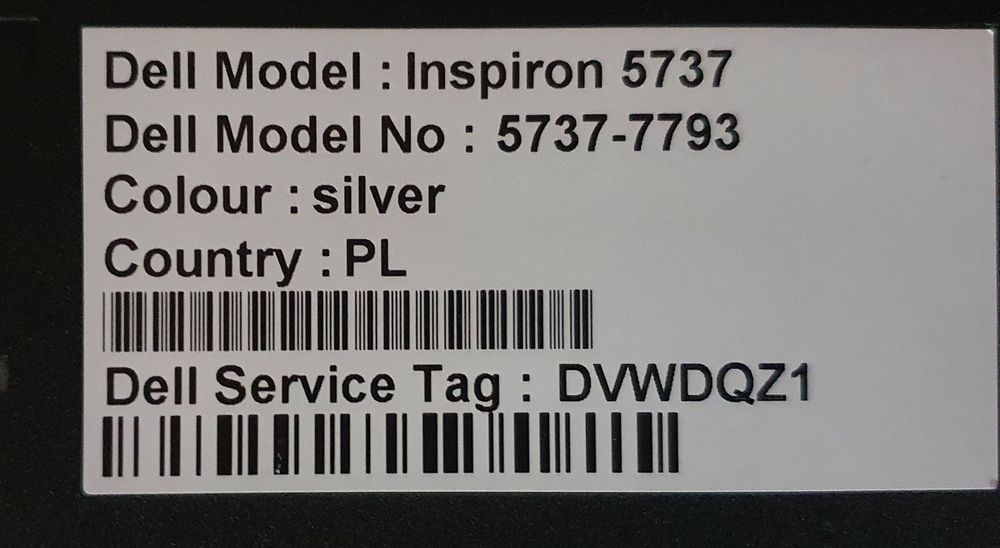 Dell Model : Inspiron 5737
Dell Model No : 5737-7793
Colour : silver
Country : PL
Dell Service Tag : DVWDQZ1